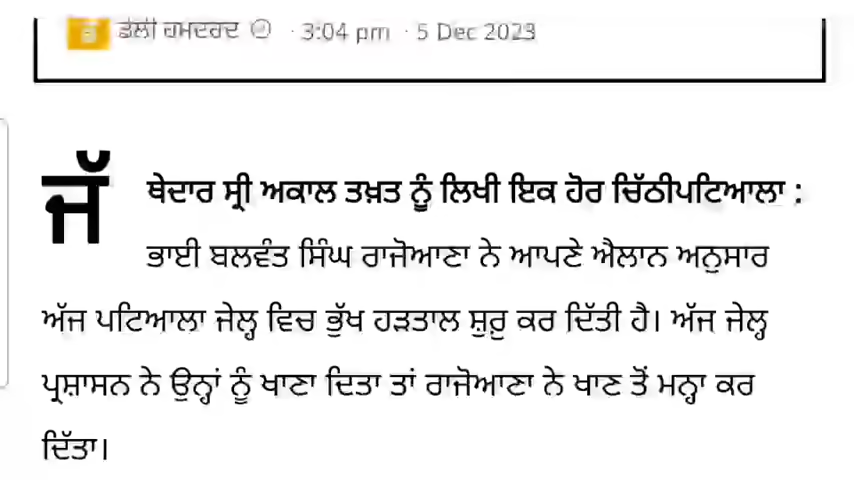 ਡੇਲੀ ਹਮਦਰਦ · 3:04 pm · 5 Dec 2023
ਜੱਥੇਦਾਰ ਸ੍ਰੀ ਅਕਾਲ ਤਖ਼ਤ ਨੂੰ ਲਿਖੀ ਇਕ ਹੋਰ ਚਿੱਠੀਪਟਿਆਲਾ :
ਭਾਈ ਬਲਵੰਤ ਸਿੰਘ ਰਾਜੋਆਣਾ ਨੇ ਆਪਣੇ ਐਲਾਨ ਅਨੁਸਾਰ
ਅੱਜ ਪਟਿਆਲਾ ਜੇਲ੍ਹ ਵਿਚ ਭੁੱਖ ਹੜਤਾਲ ਸ਼ੁਰੂ ਕਰ ਦਿੱਤੀ ਹੈ। ਅੱਜ ਜੇਲ੍ਹ
ਪ੍ਰਸ਼ਾਸਨ ਨੇ ਉਨ੍ਹਾਂ ਨੂੰ ਖਾਣਾ ਦਿਤਾ ਤਾਂ ਰਾਜੋਆਣਾ ਨੇ ਖਾਣ ਤੋਂ ਮਨ੍ਹਾ ਕਰ
ਦਿੱਤਾ।